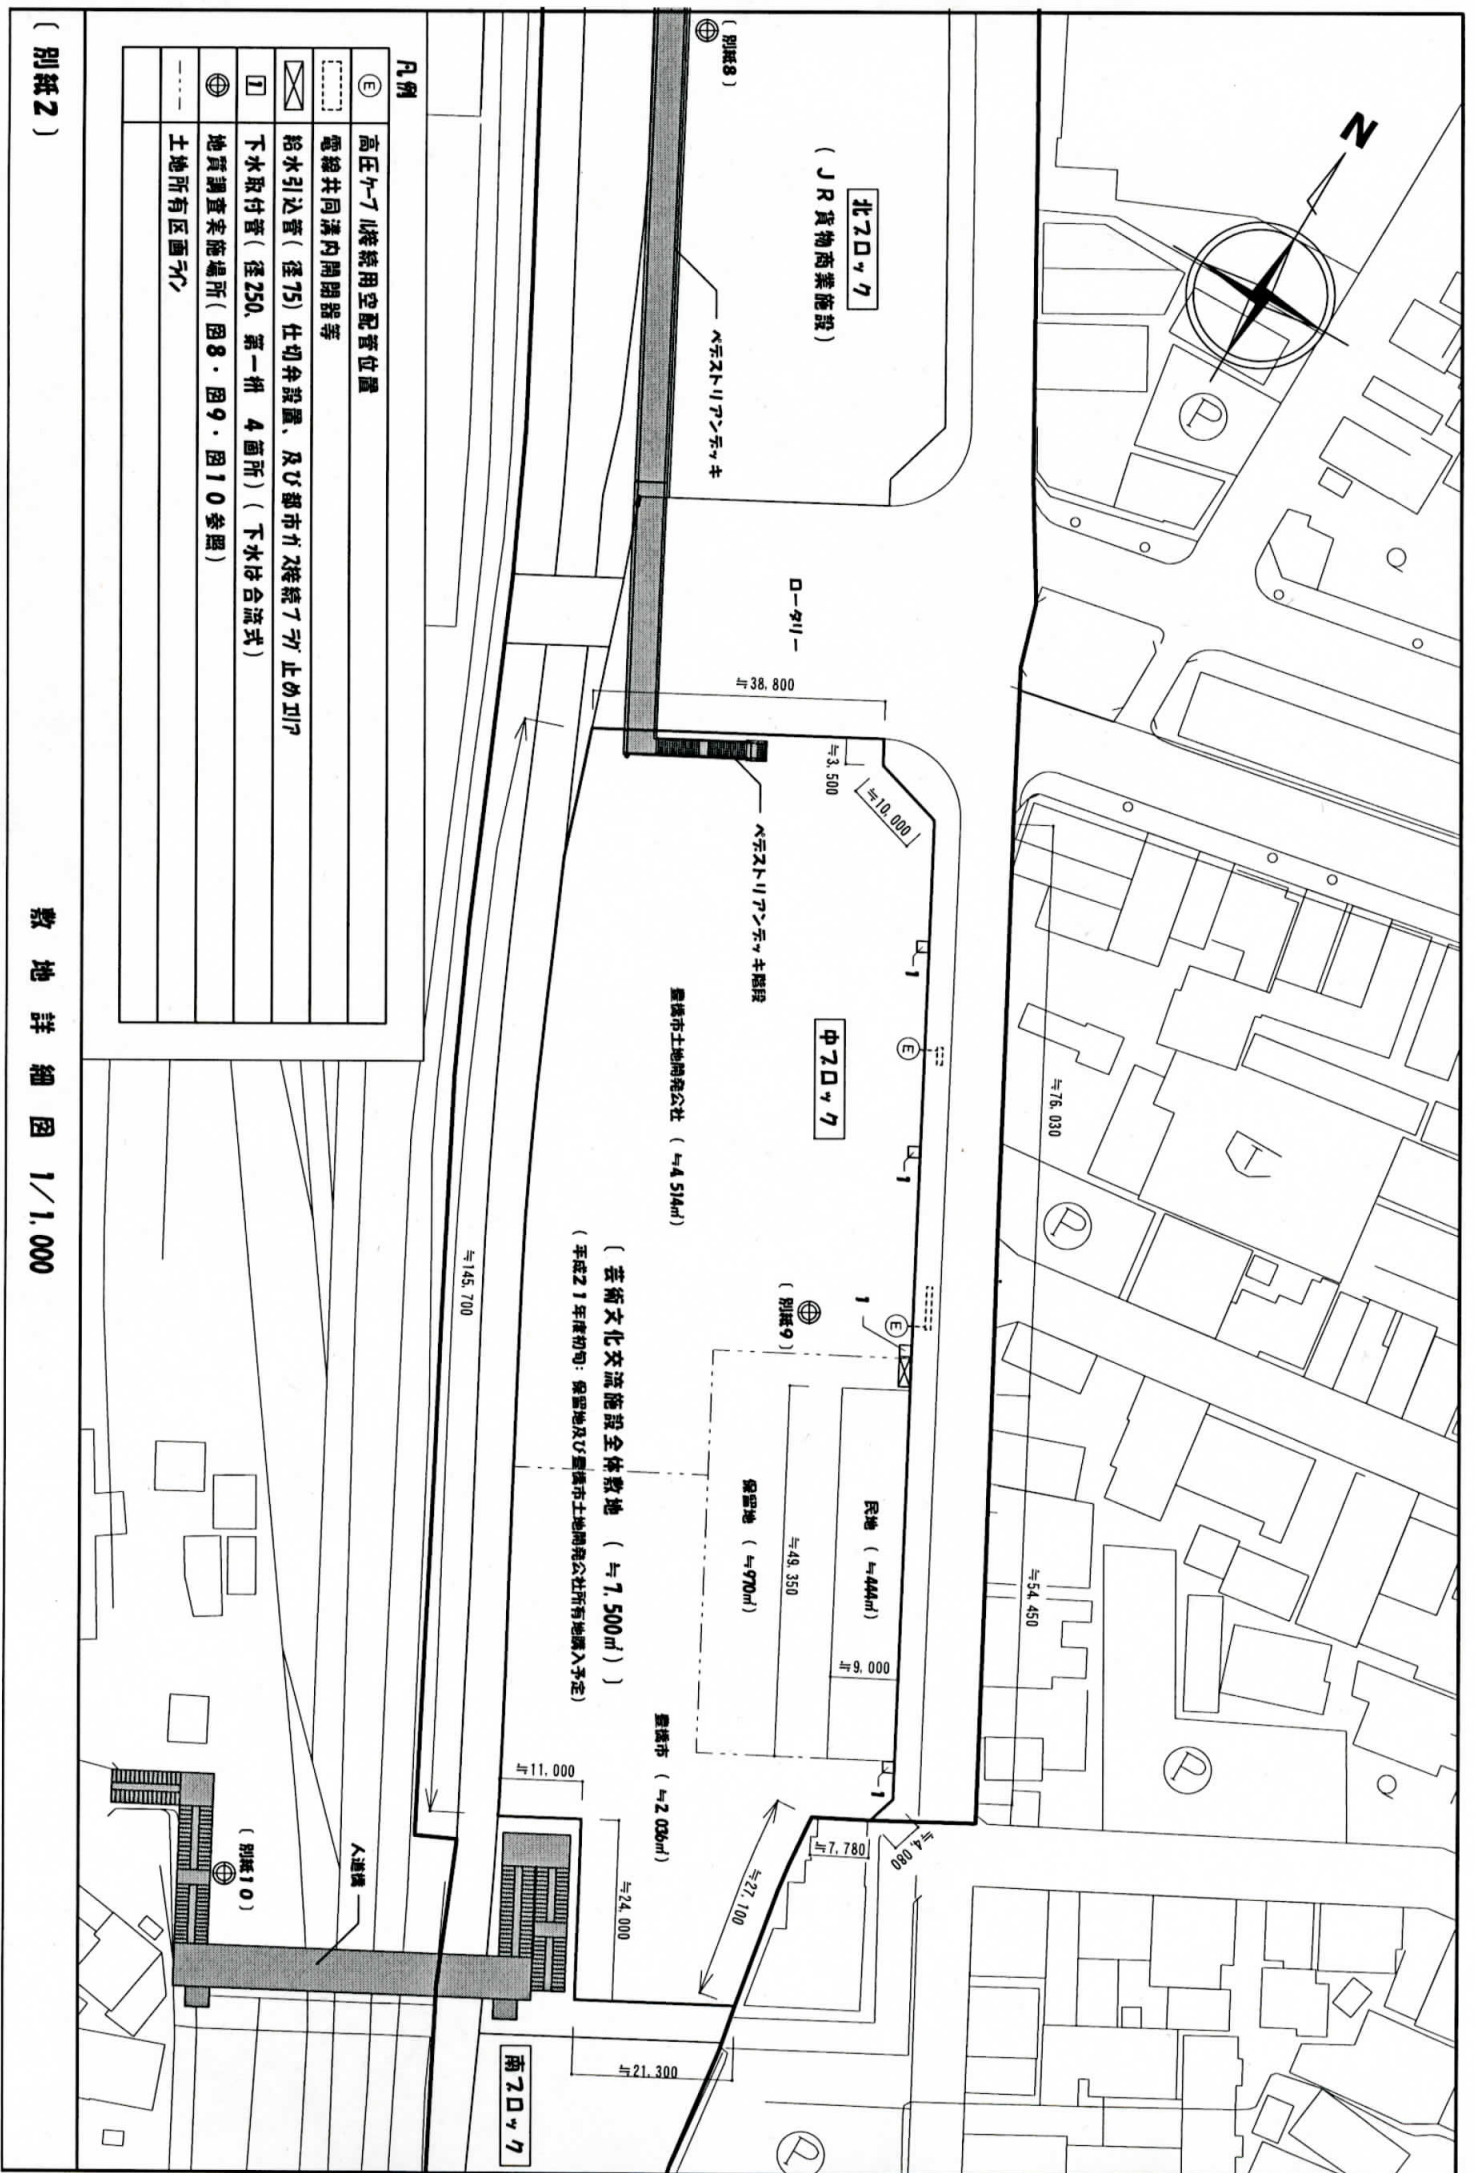 (別紙2)
敷地詳細図 1/1,000
凡例
E 高圧ケーブル接続用空配管位置
電線共同溝内開閉器等
給水引込管(径75)仕切弁設置、及び都市ガス接続プラグ止めエリア
1 下水取付管(径250、第一桝 4箇所)(下水は合流式)
地質調査実施場所(図8・図9・図10参照)
土地所有区画ライン
N
(別紙8)
北ブロック
(JR貨物商業施設)
ペデストリアンデッキ
ロータリー
≒38,800
≒3,500
≒10,000
ペデストリアンデッキ階段
中ブロック
豊橋市土地開発公社 (≒4,514㎡)
1
E
1
≒76,030
(別紙9)
1
E
(芸術文化交流施設全体敷地 (≒7,500㎡))
(平成21年度初旬:保留地及び豊橋市土地開発公社所有地購入予定)
≒145,700
民地 (≒444㎡)
保留地 (≒970㎡)
≒49,350
≒9,000
≒54,450
豊橋市 (≒2,036㎡)
1
≒11,000
≒24,000
≒27,100
≒7,780
≒4,080
≒21,300
(別紙10)
人道橋
南ブロック
P
P
P
P